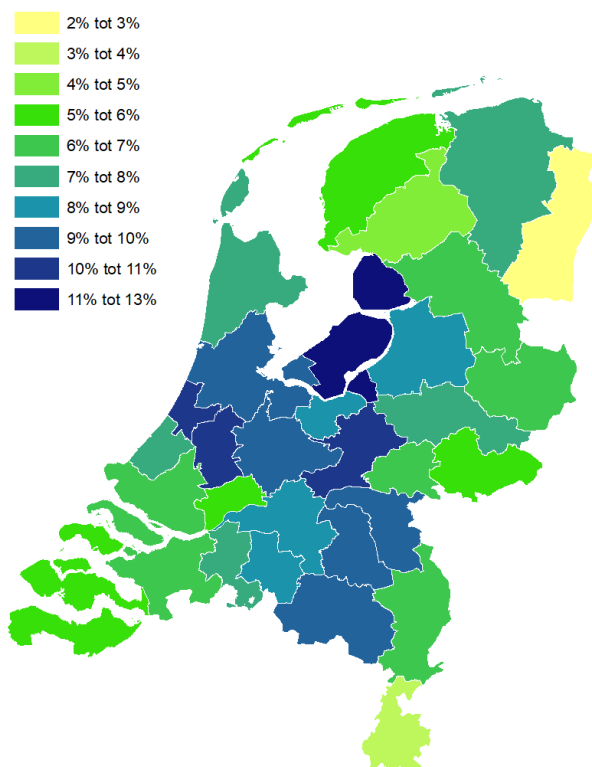 2% tot 3%
3% tot 4%
4% tot 5%
5% tot 6%
6% tot 7%
7% tot 8%
8% tot 9%
9% tot 10%
10% tot 11%
11% tot 13%